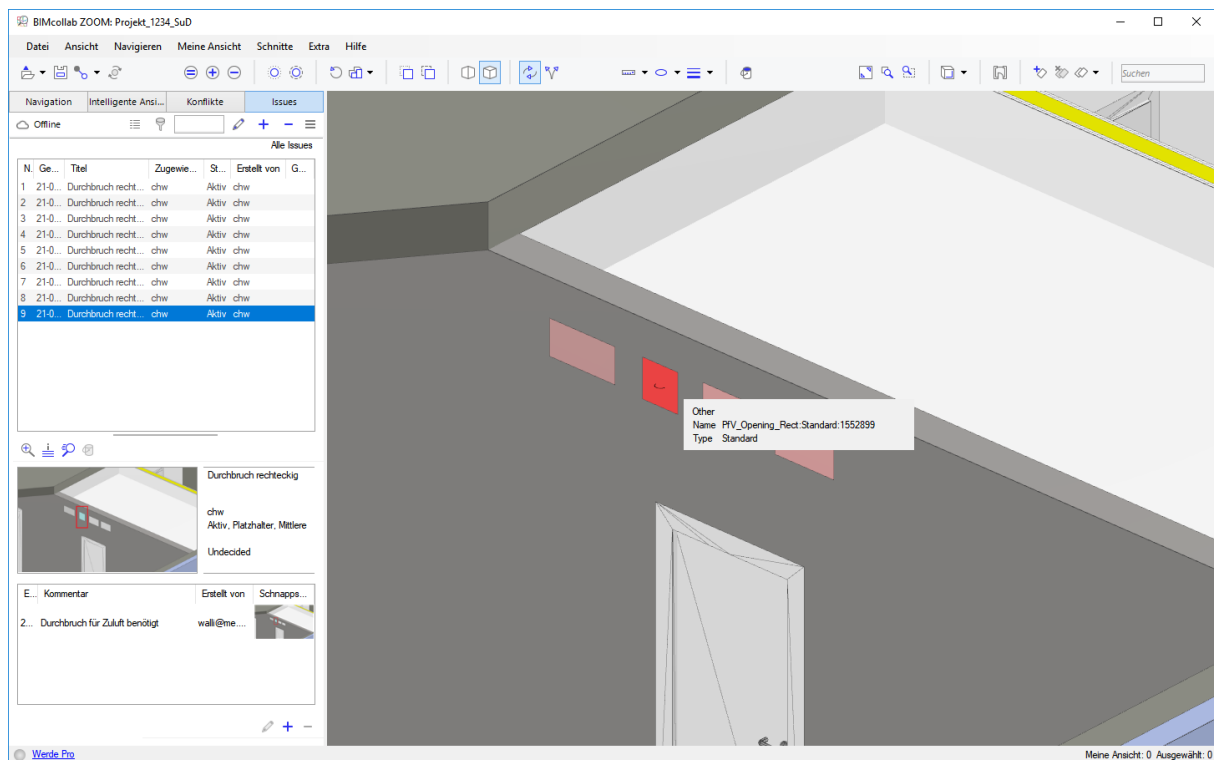 BIMcollab ZOOM: Projekt_1234_SuD
Datei Ansicht Navigieren Meine Ansicht Schnitte Extra Hilfe
Suchen
Navigation Intelligente Ansi... Konflikte Issues
Offline
Alle Issues
N. Ge... Titel Zugewie... St... Erstellt von G...
1 21-0... Durchbruch recht... chw Aktiv chw
2 21-0... Durchbruch recht... chw Aktiv chw
3 21-0... Durchbruch recht... chw Aktiv chw
4 21-0... Durchbruch recht... chw Aktiv chw
5 21-0... Durchbruch recht... chw Aktiv chw
6 21-0... Durchbruch recht... chw Aktiv chw
7 21-0... Durchbruch recht... chw Aktiv chw
8 21-0... Durchbruch recht... chw Aktiv chw
9 21-0... Durchbruch recht... chw Aktiv chw
Other
Name PfV_Opening_Rect:Standard:1552899
Type Standard
Durchbruch rechteckig
chw
Aktiv, Platzhalter, Mittlere
Undecided
E... Kommentar Erstellt von Schnapps...
2... Durchbruch für Zuluft benötigt walli@me....
Werde Pro
Meine Ansicht: 0 Ausgewählt: 0